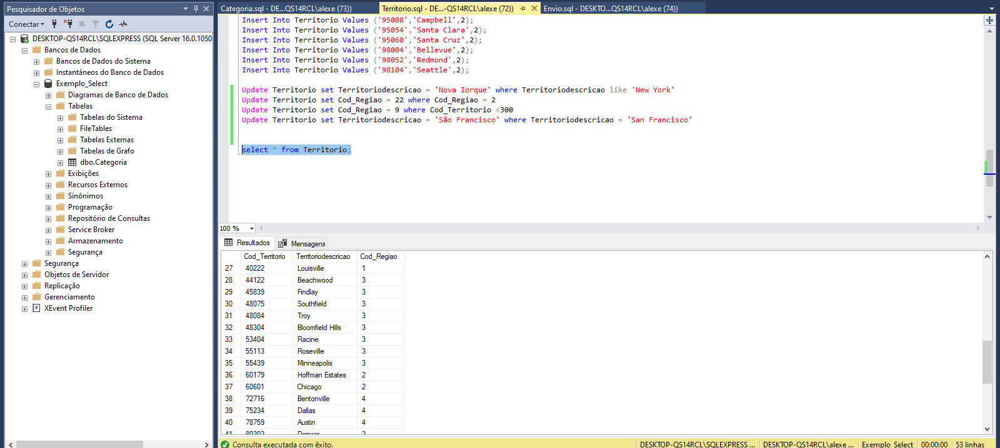 Pesquisador de Objetos
Conectar
DESKTOP-QS14RCL\SQLEXPRESS (SQL Server 16.0.1050
Bancos de Dados
Bancos de Dados do Sistema
Instantâneos do Banco de Dados
Exemplo_Select
Diagramas de Banco de Dados
Tabelas
Tabelas do Sistema
FileTables
Tabelas Externas
Tabelas de Grafo
dbo.Categoria
Exibições
Recursos Externos
Sinônimos
Programação
Repositório de Consultas
Service Broker
Armazenamento
Segurança
Segurança
Objetos de Servidor
Replicação
Gerenciamento
XEvent Profiler
Categoria.sql - DE...QS14RCL\alexe (73))
Territorio.sql - DE...-QS14RCL\alexe (72))
Envio.sql - DESKTO...QS14RCL\alexe (74))
Insert Into Territorio Values ('95008','Campbell',2);
Insert Into Territorio Values ('95054','Santa Clara',2);
Insert Into Territorio Values ('95060','Santa Cruz',2);
Insert Into Territorio Values ('98004','Bellevue',2);
Insert Into Territorio Values ('98052','Redmond',2);
Insert Into Territorio Values ('98104','Seattle',2);
Update Territorio set Territoriodescricao = 'Nova Iorque' where Territoriodescricao like 'New York'
Update Territorio set Cod_Regiao = 22 where Cod_Regiao = 2
Update Territorio set Cod_Regiao = 9 where Cod_Territorio <300
Update Territorio set Territoriodescricao = 'São Francisco' where Territoriodescricao = 'San Francisco'
select * from Territorio;
100 %
Resultados Mensagens
Cod_Territorio Territoriodescricao Cod_Regiao
27 40222 Louisville 1
28 44122 Beachwood 3
29 45839 Findlay 3
30 48075 Southfield 3
31 48084 Troy 3
32 48304 Bloomfield Hills 3
33 53404 Racine 3
34 55113 Roseville 3
35 55439 Minneapolis 3
36 60179 Hoffman Estates 2
37 60601 Chicago 2
38 72716 Bentonville 4
39 75234 Dallas 4
40 78759 Austin 4
41 80202 Denver 2
Consulta executada com êxito.
DESKTOP-QS14RCL\SQLEXPRESS ...
DESKTOP-QS14RCL\alexe ...
Exemplo_Select
00:00:00
53 linhas